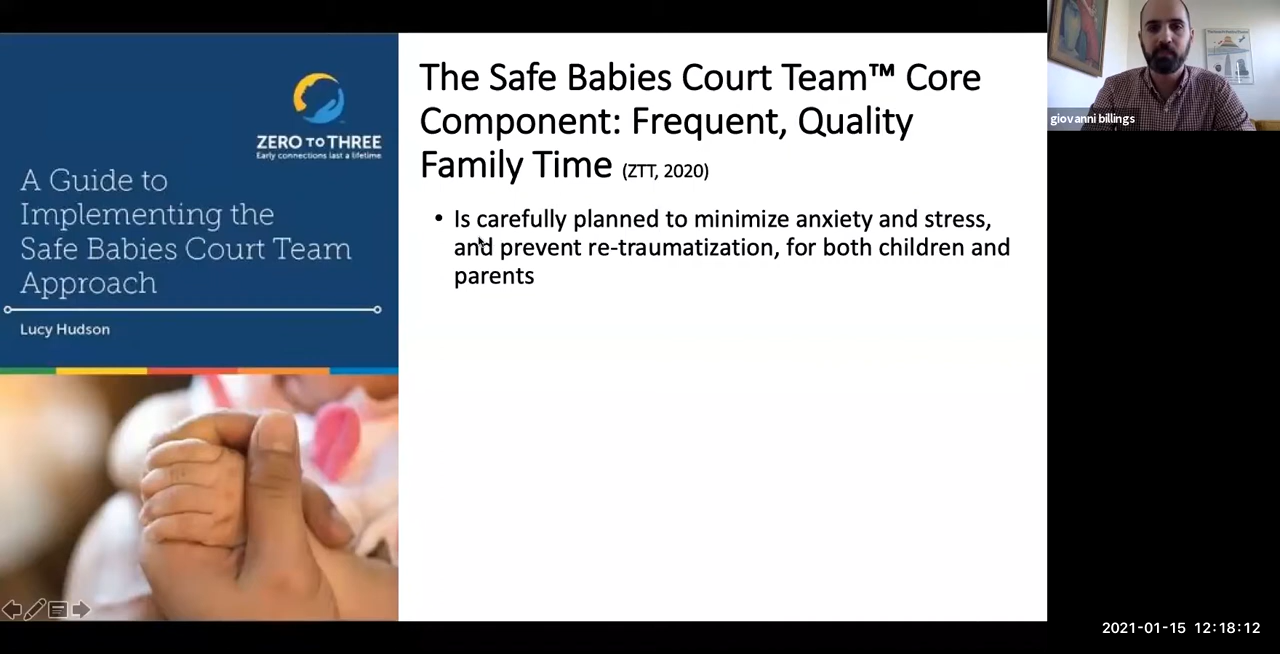 ZERO TO THREE
Early connections last a lifetime
A Guide to
Implementing the
Safe Babies Court Team
Approach
Lucy Hudson
The Safe Babies Court Team™ Core
Component: Frequent, Quality
Family Time (ZTT, 2020)
• Is carefully planned to minimize anxiety and stress,
and prevent re-traumatization, for both children and
parents
giovanni billings
2021-01-15 12:18:12